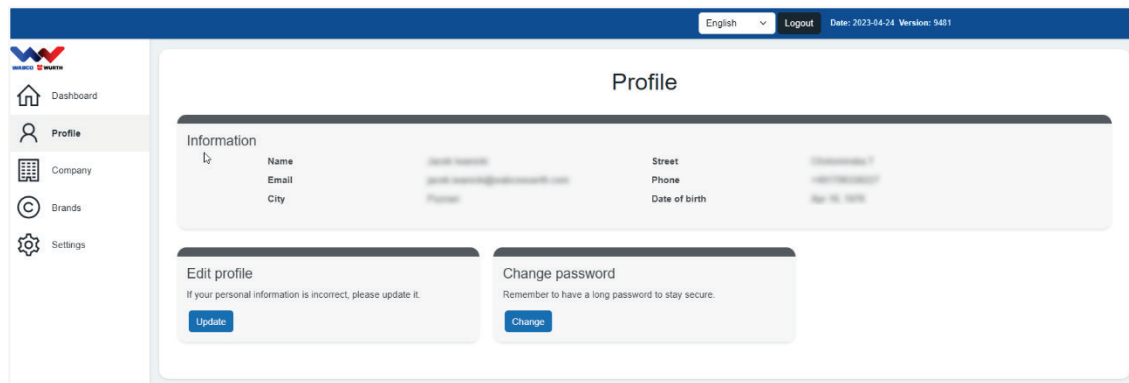 English Logout Date: 2023-04-24 Version: 9481
WABCO WURTH
Dashboard
Profile
Company
Brands
Settings
Profile
Information
Name
Street
Email
Phone
City
Date of birth
Edit profile
If your personal information is incorrect, please update it.
Update
Change password
Remember to have a long password to stay secure.
Change